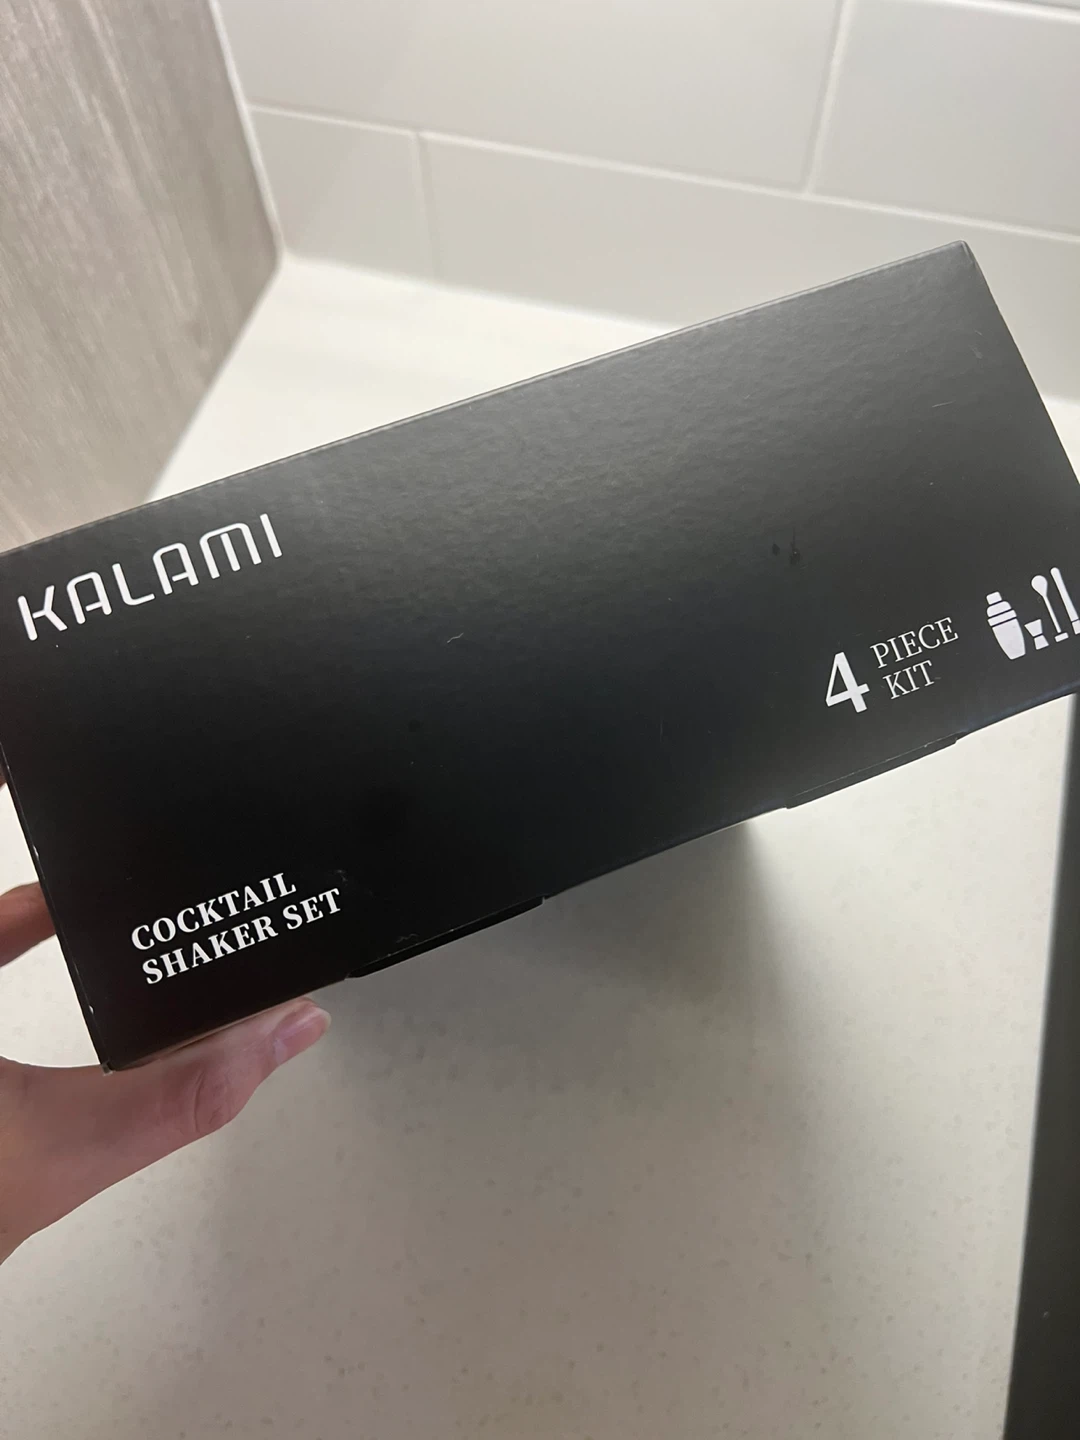 KALAMI
4 PIECE
KIT
COCKTAIL
SHAKER SET